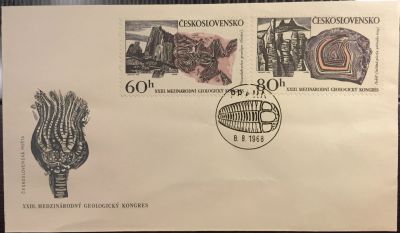 ČESKOSLOVENSKO
60h
XXIII. MEZINÁRODNÍ GEOLOGICKÝ KONGRES
ČESKOSLOVENSKO
80h
XXIII. MEZINÁRODNÍ GEOLOGICKÝ KONGRES
8. 8. 1968
ČESKOSLOVENSKÁ POŠTA
XXIII. MEDZINÁRODNÝ GEOLOGICKÝ KONGRES